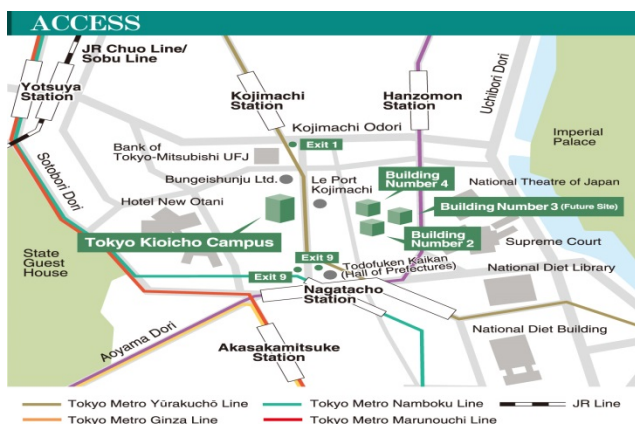 ACCESS
JR Chuo Line/
Sobu Line
Yotsuya
Station
Kojimachi
Station
Hanzomon
Station
Uchibori Dori
Kojimachi Odori
Imperial
Palace
Exit 1
Bank of
Tokyo-Mitsubishi UFJ
Sotobori Dori
Bungeishunju Ltd.
Le Port
Kojimachi
Building
Number 4
National Theatre of Japan
Hotel New Otani
Building Number 3 (Future Site)
Tokyo Kioicho Campus
Building
Number 2
Supreme Court
State
Guest
House
Exit 9
Exit 9
Todofuken Kaikan
(Hall of Prefectures)
National Diet Library
Nagatacho
Station
Aoyama Dori
Akasakamitsuke
Station
National Diet Building
Tokyo Metro Yūrakuchō Line
Tokyo Metro Namboku Line
JR Line
Tokyo Metro Ginza Line
Tokyo Metro Marunouchi Line